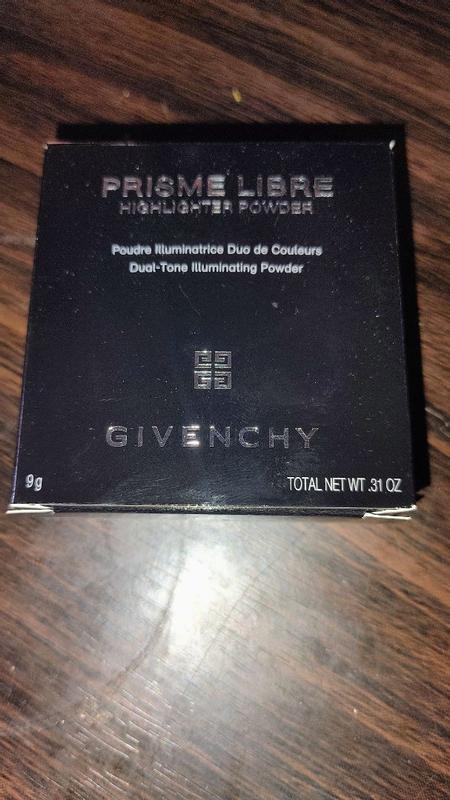 PRISME LIBRE
HIGHLIGHTER POWDER
Poudre Illuminatrice Duo de Couleurs
Dual-Tone Illuminating Powder
GIVENCHY
9g TOTAL NET WT .31 OZ